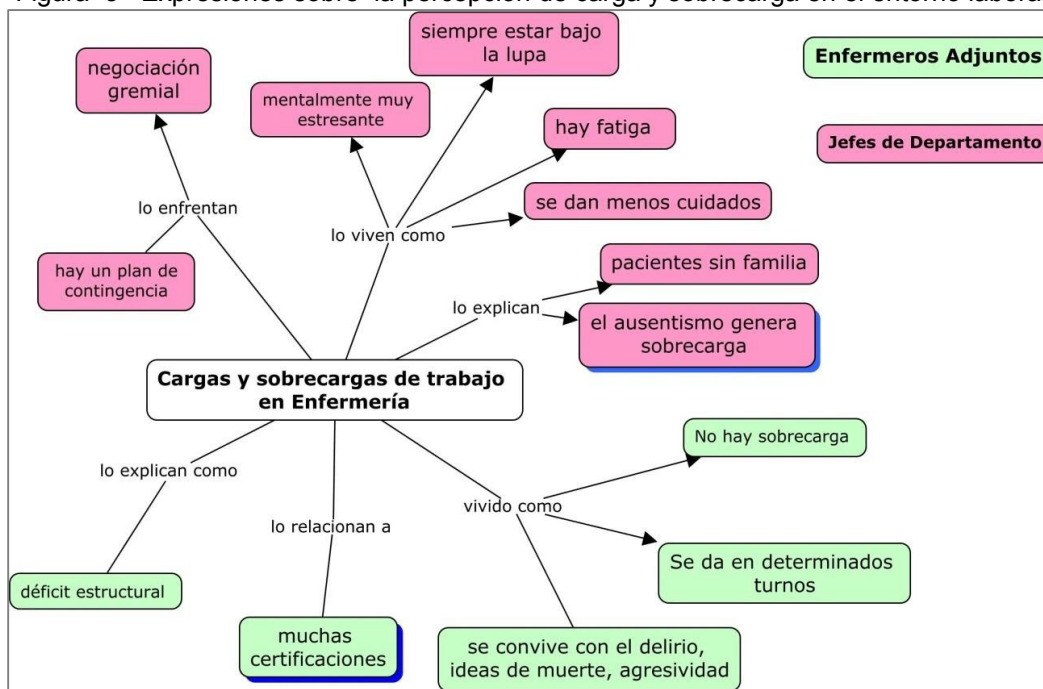 Figura 6 - Expresiones sobre la percepción de carga y sobrecarga en el entorno
siempre estar bajo
la lupa
Enfermeros Adjuntos
negociación
gremial
mentalmente muy
estresante
hay fatiga
Jefes de Departamento
se dan menos cuidados
lo enfrentan
lo viven como
hay un plan de
contingencia
pacientes sin familia
lo explican
el ausentismo genera
sobrecarga
Cargas y sobrecargas de trabajo
en Enfermería
No hay sobrecarga
lo explican como
vivido como
lo relacionan a
Se da en determinados
turnos
déficit estructural
muchas
certificaciones
se convive con el delirio,
ideas de muerte, agresividad